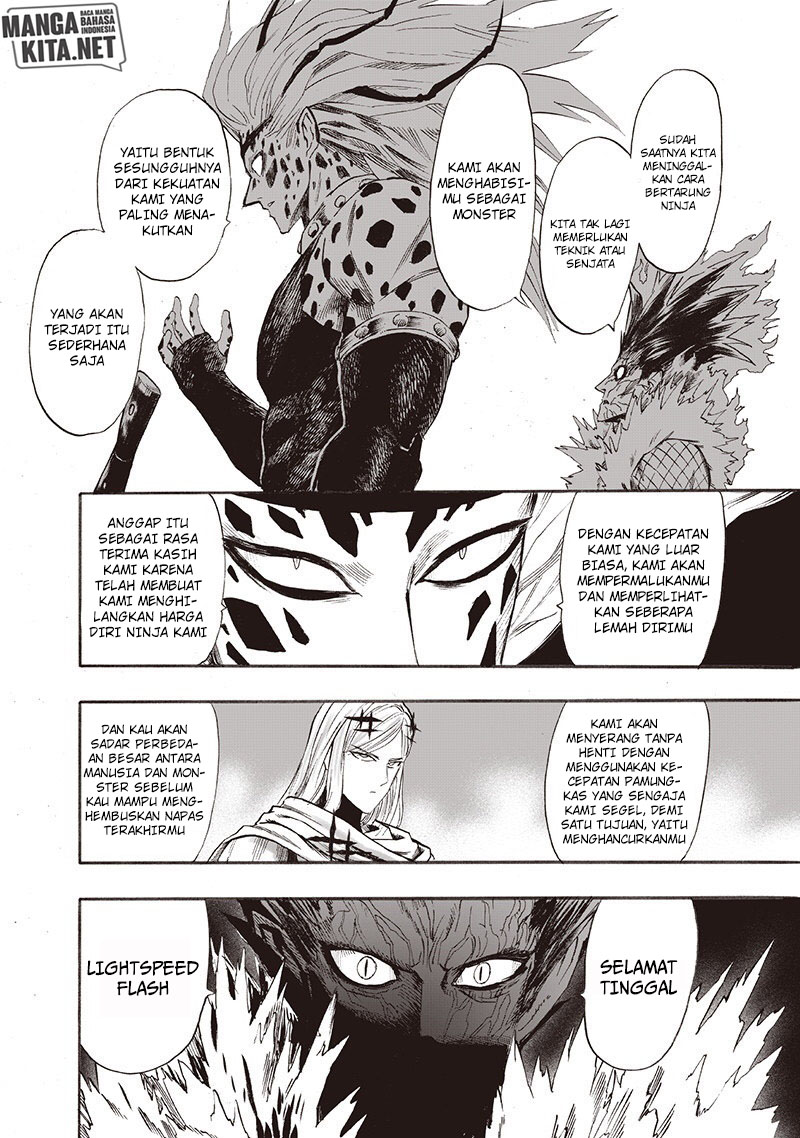 MANGA
KITA.NET
BACA MANGA
BAHASA
INDONESIA
SUDAH
SAATNYA KITA
MENINGGAL-
KAN CARA
BERTARUNG
NINJA
KITA TAK LAGI
MEMERLUKAN
TEKNIK ATAU
SENJATA
KAMI AKAN
MENGHABISI-
MU SEBAGAI
MONSTER
YAITU BENTUK
SESUNGGUHNYA
DARI KEKUATAN
KAMI YANG
PALING MENA-
KUTKAN
YANG AKAN
TERJADI ITU
SEDERHANA
SAJA
DENGAN KECEPATAN
KAMI YANG LUAR
BIASA, KAMI AKAN
MEMPERMALUKANMU
DAN MEMPERLIHAT-
KAN SEBERAPA
LEMAH DIRIMU
ANGGAP ITU
SEBAGAI RASA
TERIMA KASIH
KAMI KARENA
TELAH MEMBUAT
KAMI MENGHI-
LANGKAN HARGA
DIRI NINJA KAMI
KAMI AKAN
MENYERANG TANPA
HENTI DENGAN
MENGGUNAKAN KE-
CEPATAN PAMUNG-
KAS YANG SENGAJA
KAMI SEGEL, DEMI
SATU TUJUAN, YAITU
MENGHANCURKANMU
DAN KAU AKAN
SADAR PERBEDA-
AN BESAR ANTARA
MANUSIA DAN MON-
STER SEBELUM
KAU MAMPU MENG-
HEMBUSKAN NAPAS
TERAKHIRMU
SELAMAT
TINGGAL
LIGHTSPEED
FLASH